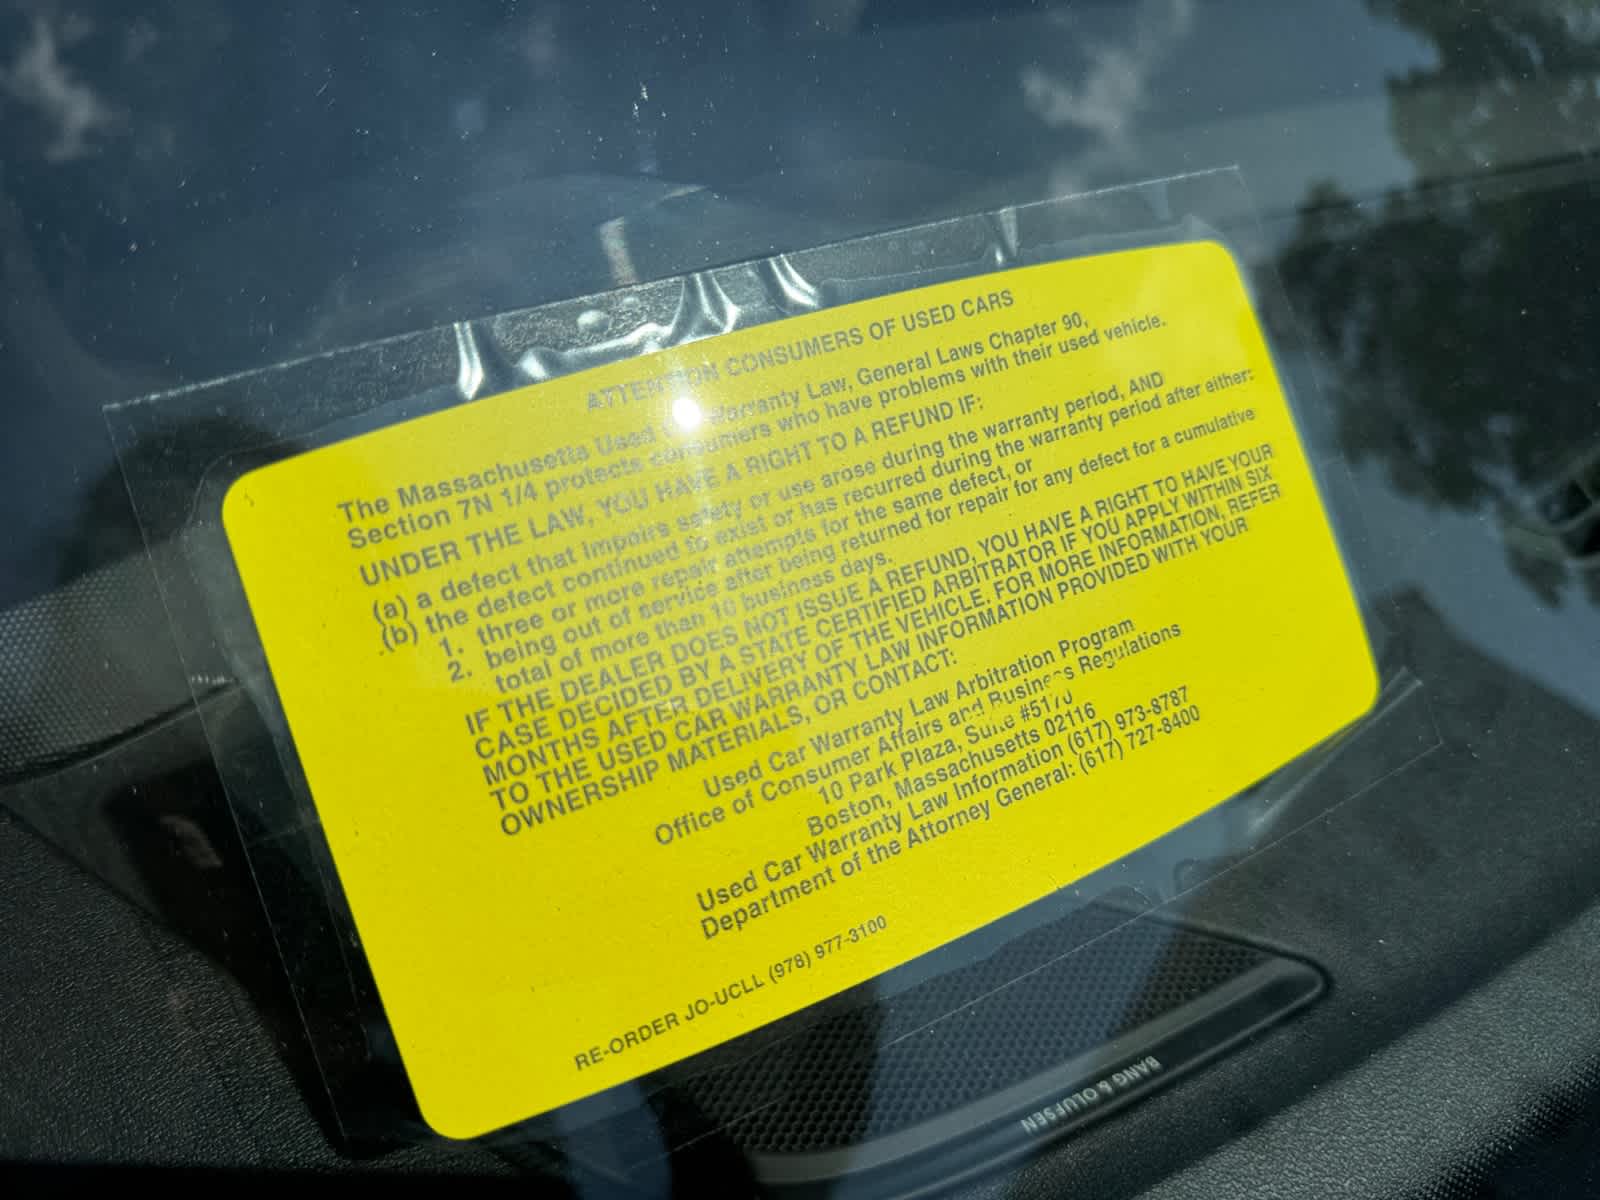 ATTENTION CONSUMERS OF USED CARS
The Massachusetts Used Car Warranty Law, General Laws Chapter 90,
Section 7N 1/4 protects consumers who have problems with their used vehicle.
UNDER THE LAW, YOU HAVE A RIGHT TO A REFUND IF:
(a) a defect that impairs safety or use arose during the warranty period, AND
(b) the defect continued to exist or has recurred during the warranty period after either:
1. three or more repair attempts for the same defect, or
2. being out of service after being returned for repair for any defect for a cumulative
total of more than 10 business days.
IF THE DEALER DOES NOT ISSUE A REFUND, YOU HAVE A RIGHT TO HAVE YOUR
CASE DECIDED BY A STATE CERTIFIED ARBITRATOR IF YOU APPLY WITHIN SIX
MONTHS AFTER DELIVERY OF THE VEHICLE. FOR MORE INFORMATION, REFER
TO THE USED CAR WARRANTY LAW INFORMATION PROVIDED WITH YOUR
OWNERSHIP MATERIALS, OR CONTACT:
Used Car Warranty Law Arbitration Program
Office of Consumer Affairs and Business Regulations
10 Park Plaza, Suite #5170
Boston, Massachusetts 02116
Used Car Warranty Law Information (617) 973-8787
Department of the Attorney General: (617) 727-8400
RE-ORDER JO-UCLL (978) 977-3100
BANG & OLUFSEN